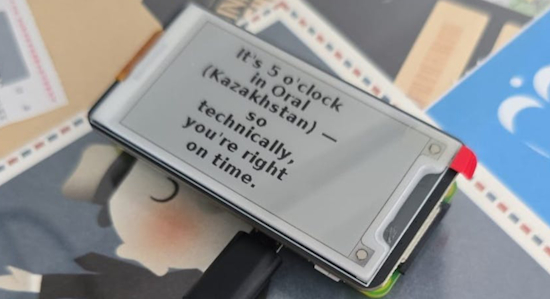 It's 5 o'clock
in Oral
(Kazakhstan) —
so
technically,
you're right
on time.